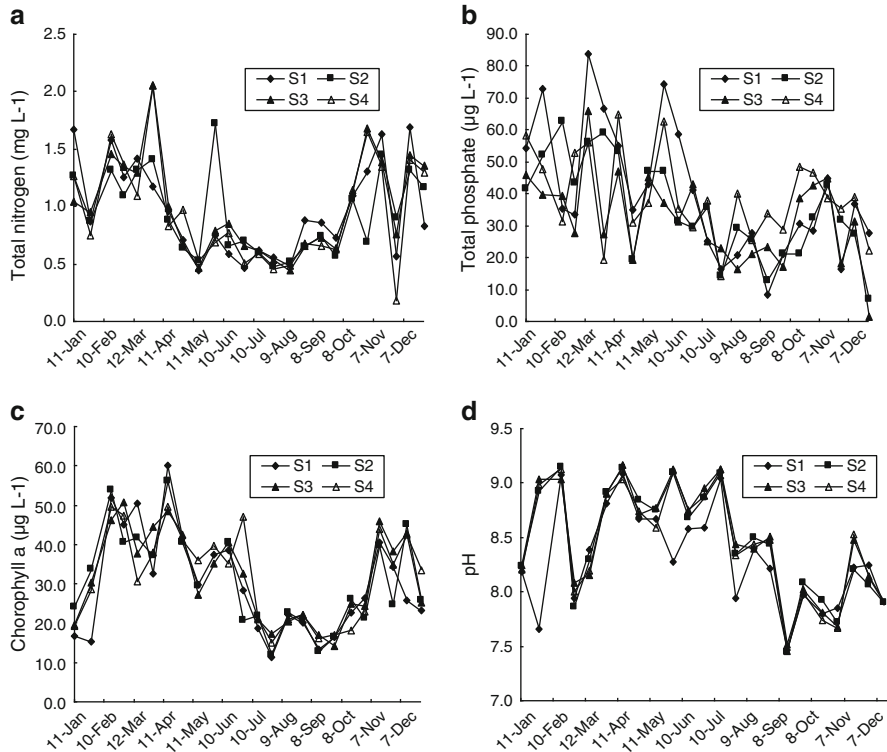 a
Total nitrogen (mg L-1)
2.5
2.0
1.5
1.0
0.5
0.0
S1 S2
S3 S4
11-Jan 10-Feb 12-Mar 11-Apr 11-May 10-Jun 10-Jul 9-Aug 8-Sep 8-Oct 7-Nov 7-Dec
b
Total phosphate (µg L-1)
90.0
80.0
70.0
60.0
50.0
40.0
30.0
20.0
10.0
0.0
S1 S2
S3 S4
11-Jan 10-Feb 12-Mar 11-Apr 11-May 10-Jun 10-Jul 9-Aug 8-Sep 8-Oct 7-Nov 7-Dec
c
Chorophyll a (µg L-1)
70.0
60.0
50.0
40.0
30.0
20.0
10.0
0.0
S1 S2
S3 S4
11-Jan 10-Feb 12-Mar 11-Apr 11-May 10-Jun 10-Jul 9-Aug 8-Sep 8-Oct 7-Nov 7-Dec
d
pH
9.5
9.0
8.5
8.0
7.5
7.0
S1 S2
S3 S4
11-Jan 10-Feb 12-Mar 11-Apr 11-May 10-Jun 10-Jul 9-Aug 8-Sep 8-Oct 7-Nov 7-Dec